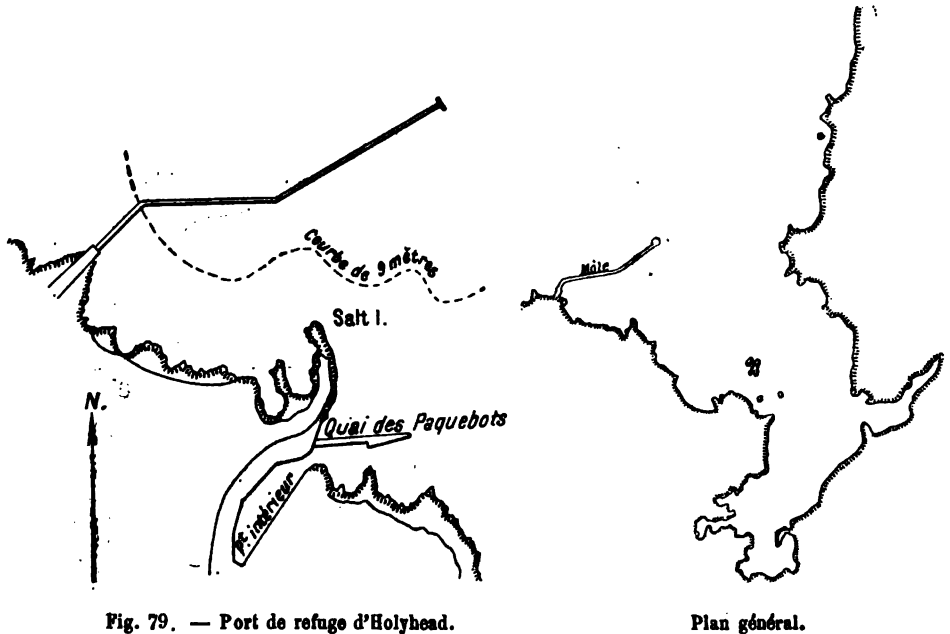 Courbe de 9 mètres
Môle
Salt I.
N.
Quai des Paquebots
Pt. intérieur
Fig. 79. — Port de refuge d'Holyhead.
Plan général.